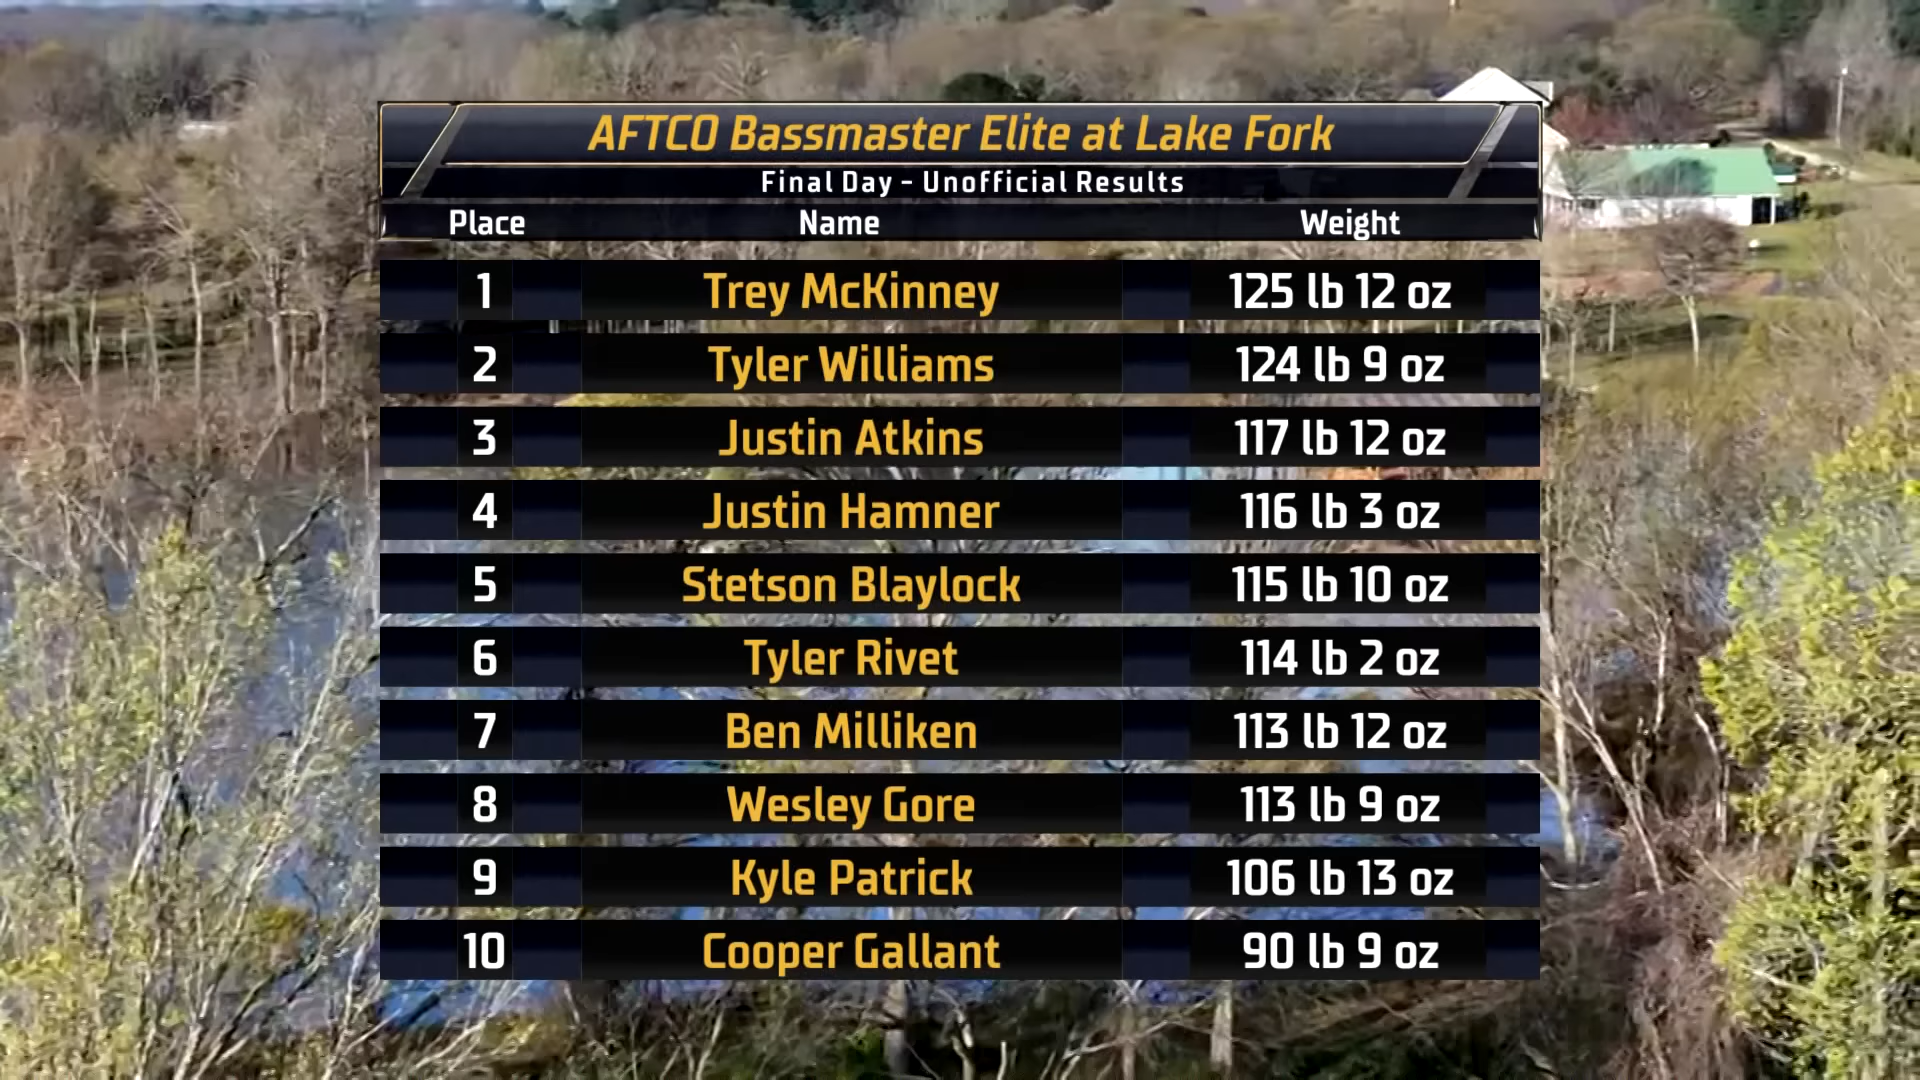 AFTCO Bassmaster Elite at Lake Fork
Final Day - Unofficial Results
Place Name Weight
1 Trey McKinney 125 lb 12 oz
2 Tyler Williams 124 lb 9 oz
3 Justin Atkins 117 lb 12 oz
4 Justin Hamner 116 lb 3 oz
5 Stetson Blaylock 115 lb 10 oz
6 Tyler Rivet 114 lb 2 oz
7 Ben Milliken 113 lb 12 oz
8 Wesley Gore 113 lb 9 oz
9 Kyle Patrick 106 lb 13 oz
10 Cooper Gallant 90 lb 9 oz